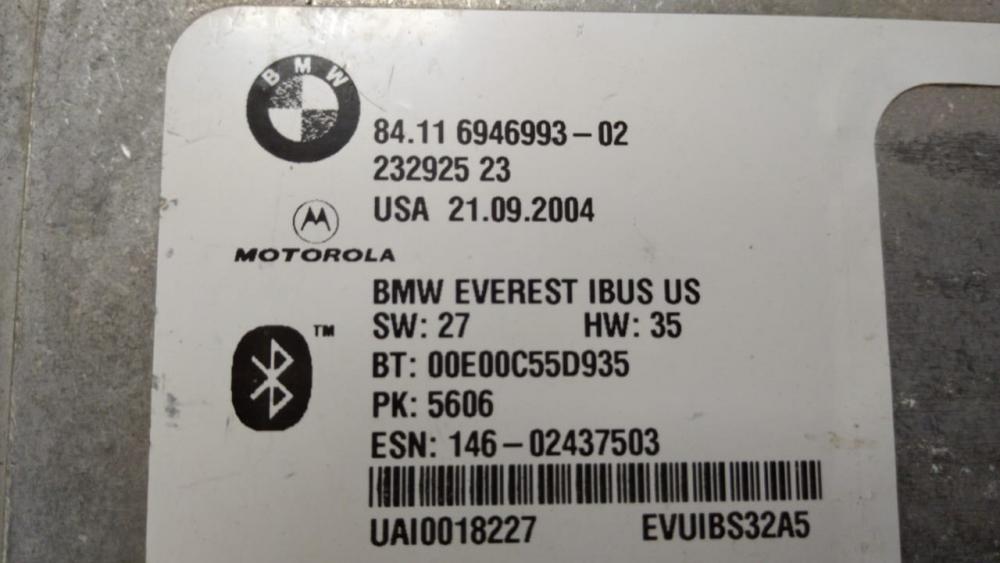 BMW
84.11 6946993-02
232925 23
USA 21.09.2004
MOTOROLA
BMW EVEREST IBUS US
SW: 27 HW: 35
BT: 00E00C55D935
PK: 5606
ESN: 146-02437503
UAI0018227 EVUIBS32A5
TM